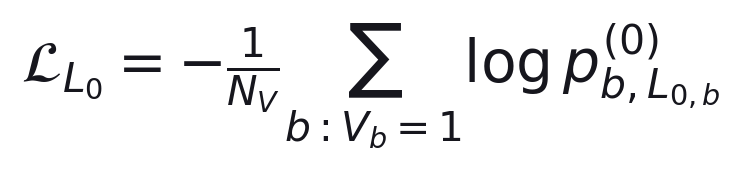 $\mathcal{L}_{L_0} = -\frac{1}{N_V} \sum_{b:V_b=1} \log p^{(0)}_{b,L_{0,b}}$